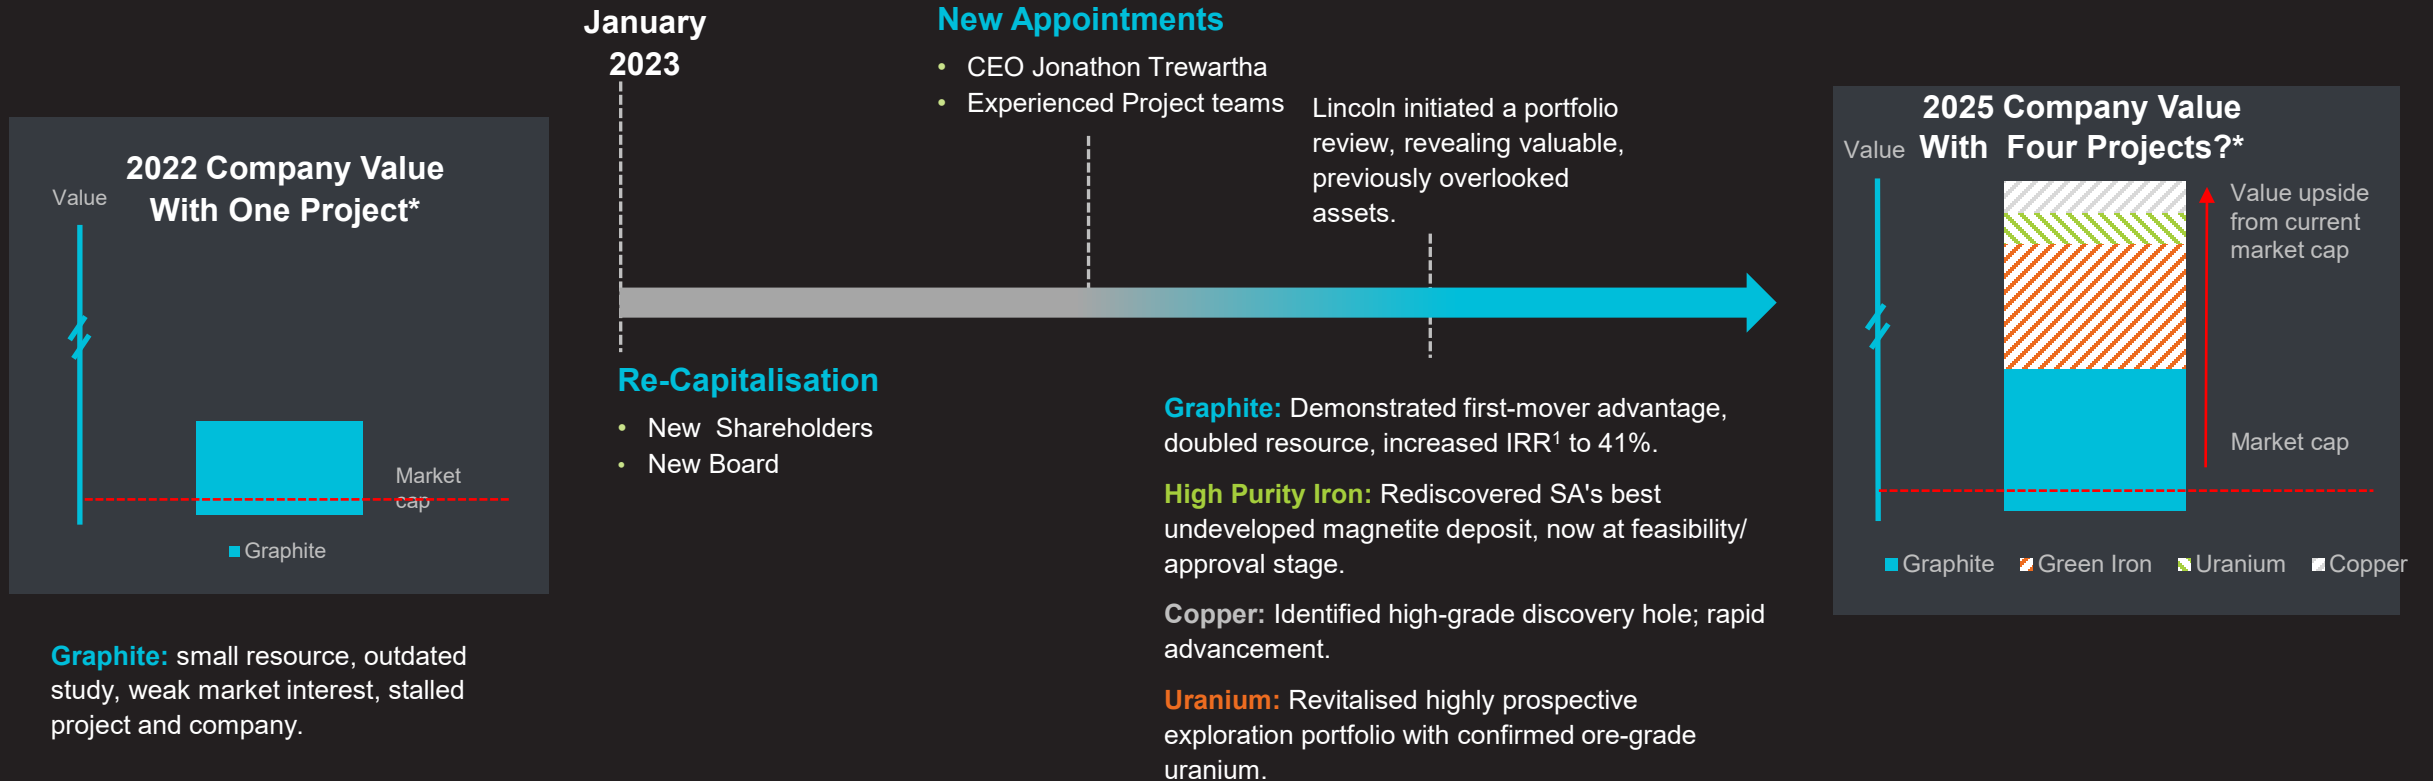 2022 Company Value
With One Project*
Value
Market
cap
Graphite
Graphite: small resource, outdated
study, weak market interest, stalled
project and company.
January
2023
Re-Capitalisation
• New  Shareholders
• New Board
New Appointments
• CEO Jonathon Trewartha
• Experienced Project teams
Lincoln initiated a portfolio
review, revealing valuable,
previously overlooked
assets.
Graphite: Demonstrated first-mover advantage,
doubled resource, increased IRR¹ to 41%.
High Purity Iron: Rediscovered SA's best
undeveloped magnetite deposit, now at feasibility/
approval stage.
Copper: Identified high-grade discovery hole; rapid
advancement.
Uranium: Revitalised highly prospective
exploration portfolio with confirmed ore-grade
uranium.
2025 Company Value
With  Four Projects?*
Value
Value upside
from current
market cap
Market cap
Graphite Green Iron Uranium Copper